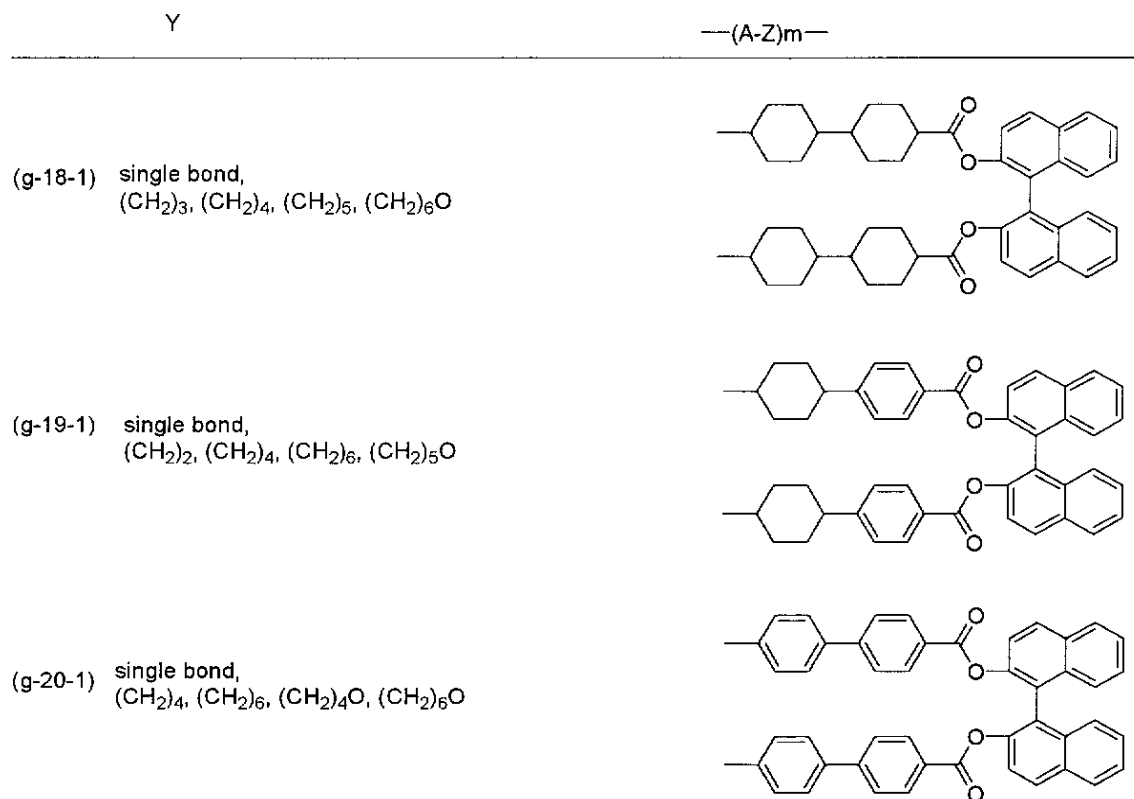 Y —(A-Z)m—
(g-18-1) single bond,
(CH₂)₃, (CH₂)₄, (CH₂)₅, (CH₂)₆O
O
O
O
O
(g-19-1) single bond,
(CH₂)₂, (CH₂)₄, (CH₂)₆, (CH₂)₅O
O
O
O
O
(g-20-1) single bond,
(CH₂)₄, (CH₂)₆, (CH₂)₄O, (CH₂)₆O
O
O
O
O